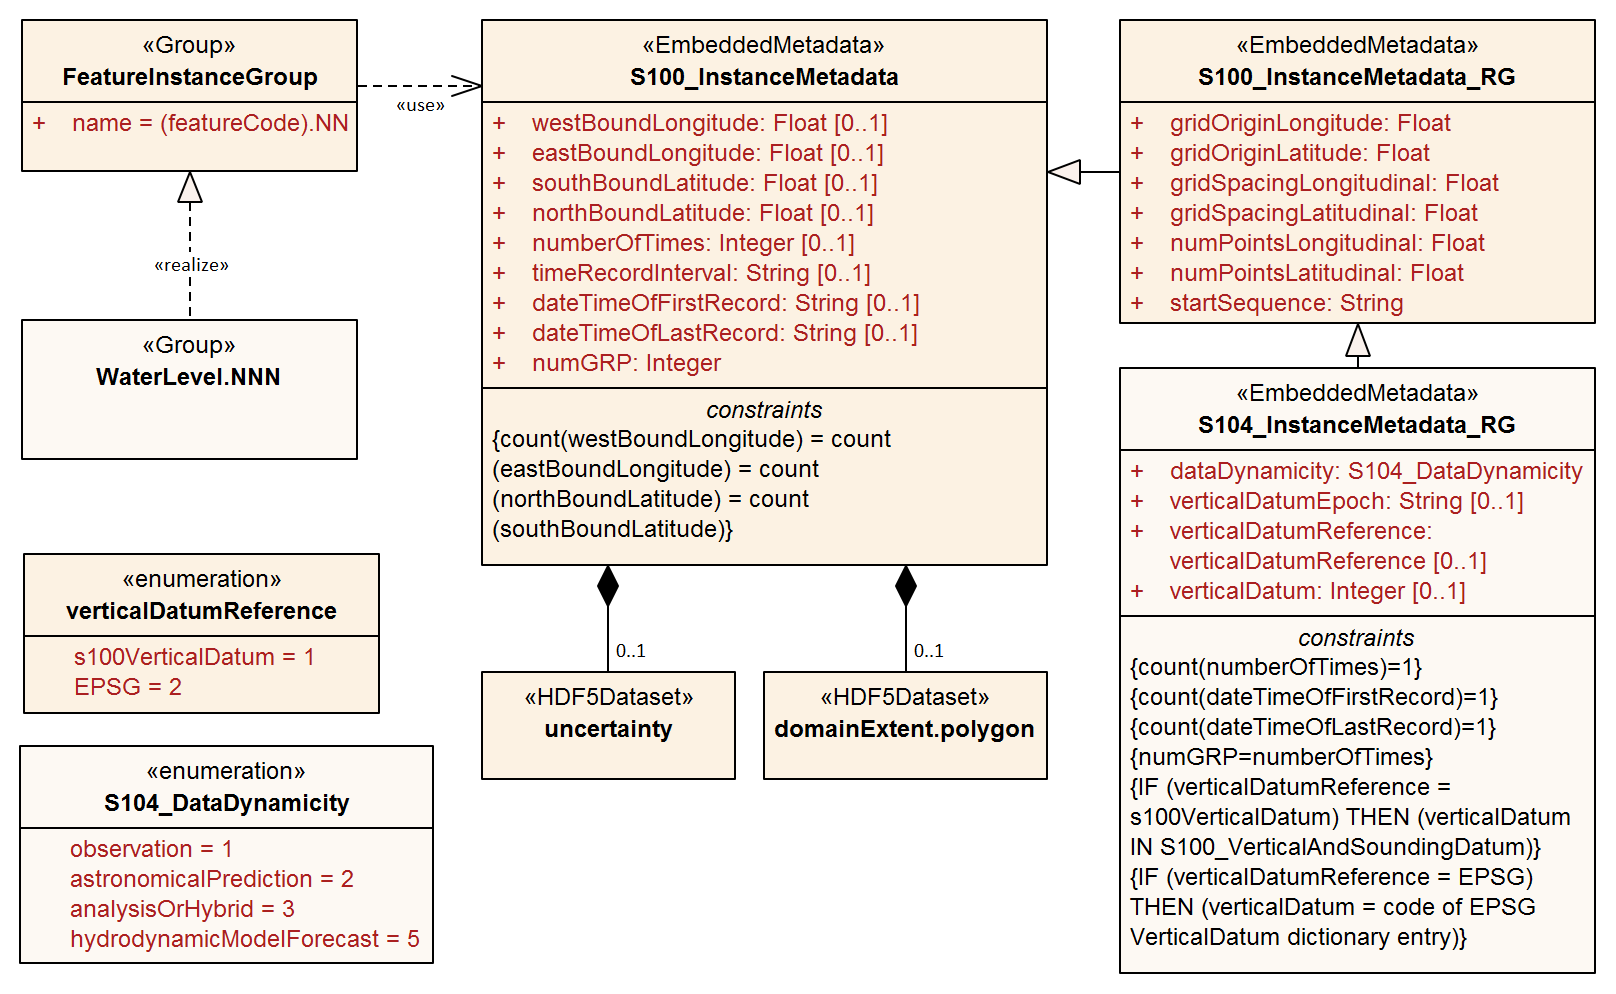 «Group»
FeatureInstanceGroup
+ name = (featureCode).NN
«use»
«realize»
«Group»
WaterLevel.NNN
«EmbeddedMetadata»
S100_InstanceMetadata
+ westBoundLongitude: Float [0..1]
+ eastBoundLongitude: Float [0..1]
+ southBoundLatitude: Float [0..1]
+ northBoundLatitude: Float [0..1]
+ numberOfTimes: Integer [0..1]
+ timeRecordInterval: String [0..1]
+ dateTimeOfFirstRecord: String [0..1]
+ dateTimeOfLastRecord: String [0..1]
+ numGRP: Integer
constraints
{count(westBoundLongitude) = count
(eastBoundLongitude) = count
(northBoundLatitude) = count
(southBoundLatitude)}
0..1
0..1
«HDF5Dataset»
uncertainty
«HDF5Dataset»
domainExtent.polygon
«EmbeddedMetadata»
S100_InstanceMetadata_RG
+ gridOriginLongitude: Float
+ gridOriginLatitude: Float
+ gridSpacingLongitudinal: Float
+ gridSpacingLatitudinal: Float
+ numPointsLongitudinal: Float
+ numPointsLatitudinal: Float
+ startSequence: String
«EmbeddedMetadata»
S104_InstanceMetadata_RG
+ dataDynamicity: S104_DataDynamicity
+ verticalDatumEpoch: String [0..1]
+ verticalDatumReference:
verticalDatumReference [0..1]
+ verticalDatum: Integer [0..1]
constraints
{count(numberOfTimes)=1}
{count(dateTimeOfFirstRecord)=1}
{count(dateTimeOfLastRecord)=1}
{numGRP=numberOfTimes}
{IF (verticalDatumReference =
s100VerticalDatum) THEN (verticalDatum
IN S100_VerticalAndSoundingDatum)}
{IF (verticalDatumReference = EPSG)
THEN (verticalDatum = code of EPSG
VerticalDatum dictionary entry)}
«enumeration»
verticalDatumReference
s100VerticalDatum = 1
EPSG = 2
«enumeration»
S104_DataDynamicity
observation = 1
astronomicalPrediction = 2
analysisOrHybrid = 3
hydrodynamicModelForecast = 5